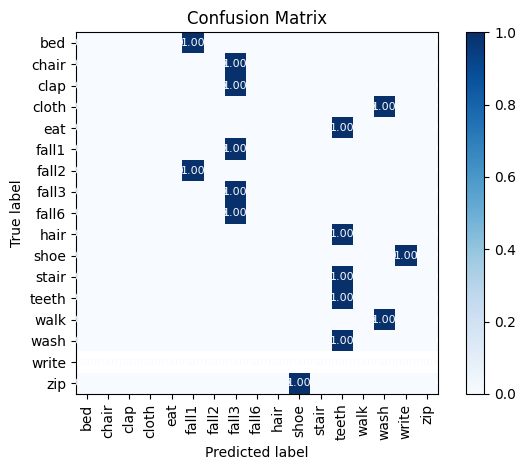 Confusion Matrix
True label
bed
1.00
chair
1.00
clap
1.00
cloth
1.00
eat
1.00
fall1
1.00
fall2
1.00
fall3
1.00
fall6
1.00
hair
1.00
shoe
1.00
stair
1.00
teeth
1.00
walk
1.00
wash
1.00
write
zip
1.00
bed
chair
clap
cloth
eat
fall1
fall2
fall3
fall6
hair
shoe
stair
teeth
walk
wash
write
zip
Predicted label
1.0
0.8
0.6
0.4
0.2
0.0